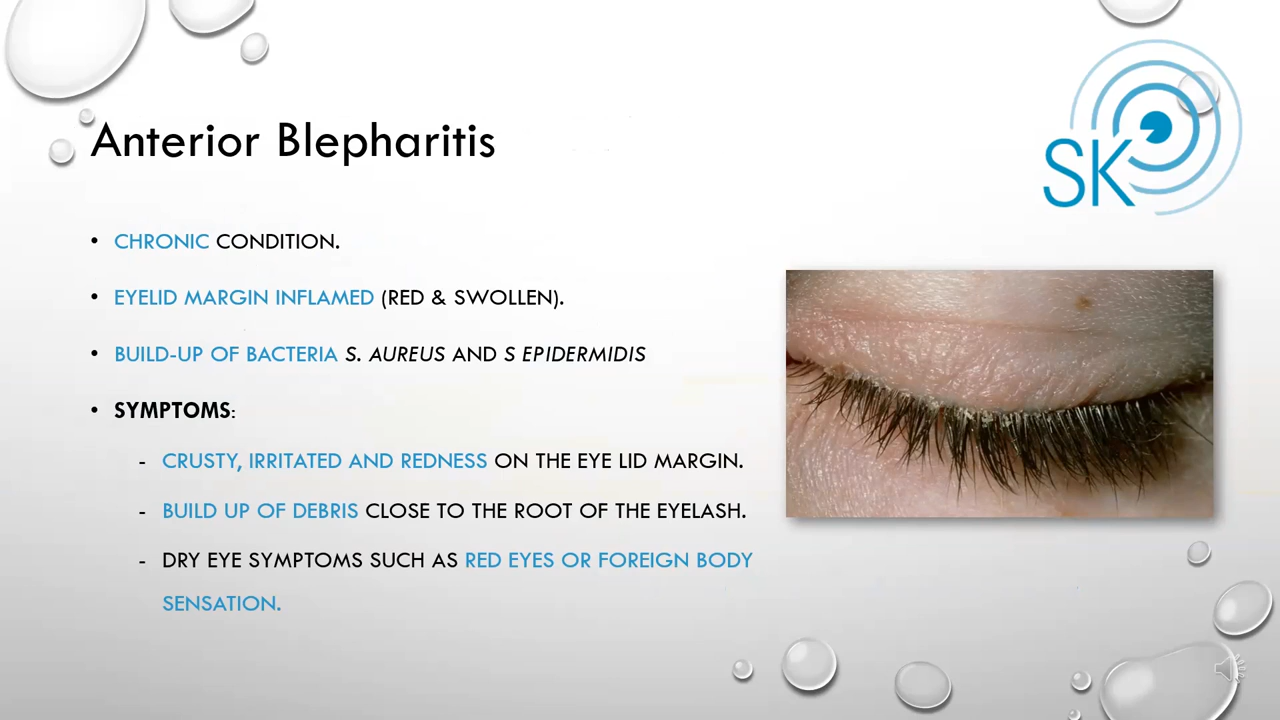 SK
Anterior Blepharitis
• CHRONIC CONDITION.
• EYELID MARGIN INFLAMED (RED & SWOLLEN).
• BUILD-UP OF BACTERIA S. AUREUS AND S EPIDERMIDIS
• SYMPTOMS:
- CRUSTY, IRRITATED AND REDNESS ON THE EYE LID MARGIN.
- BUILD UP OF DEBRIS CLOSE TO THE ROOT OF THE EYELASH.
- DRY EYE SYMPTOMS SUCH AS RED EYES OR FOREIGN BODY
SENSATION.